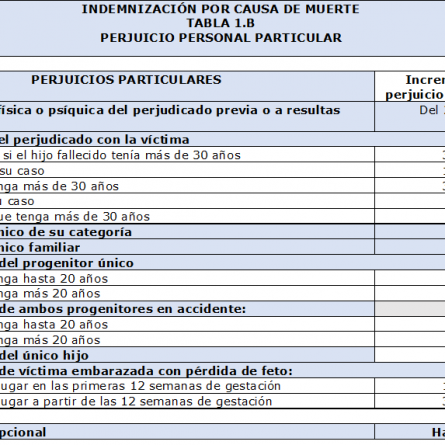 INDEMNIZACIÓN POR CAUSA DE MUERTE
TABLA 1.B
PERJUICIO PERSONAL PARTICULAR
PERJUICIOS PARTICULARES
Increm
perjuicio
física o psíquica del perjudicado previa o a resultas
Del
el perjudicado con la víctima
si el hijo fallecido tenía más de 30 años
su caso
nga más de 30 años
u caso
ue tenga más de 30 años
nico de su categoría
nico familiar
del progenitor único
nga hasta 20 años
nga más 20 años
de ambos progenitores en accidente:
nga hasta 20 años
nga más 20 años
del único hijo
de víctima embarazada con pérdida de feto:
ugar en las primeras 12 semanas de gestación
ugar a partir de las 12 semanas de gestación
pcional
Ha